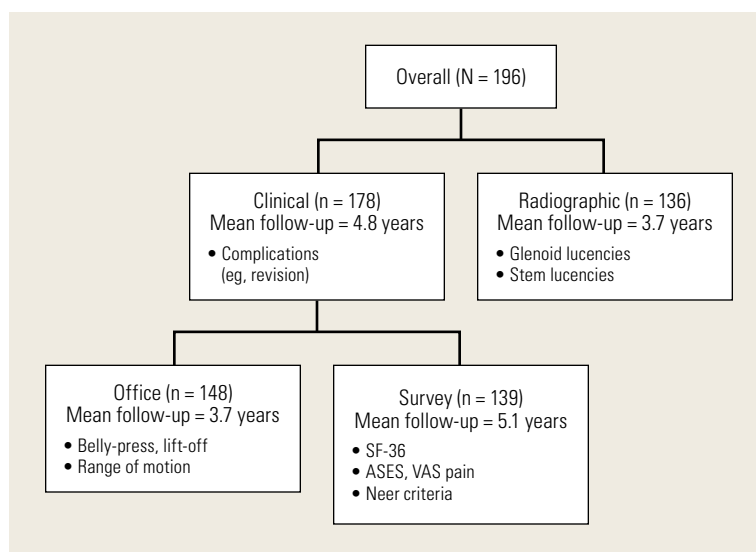 Overall (N = 196)
Clinical (n = 178)
Mean follow-up = 4.8 years
• Complications
(eg, revision)
Radiographic (n = 136)
Mean follow-up = 3.7 years
• Glenoid lucencies
• Stem lucencies
Office (n = 148)
Mean follow-up = 3.7 years
• Belly-press, lift-off
• Range of motion
Survey (n = 139)
Mean follow-up = 5.1 years
• SF-36
• ASES, VAS pain
• Neer criteria